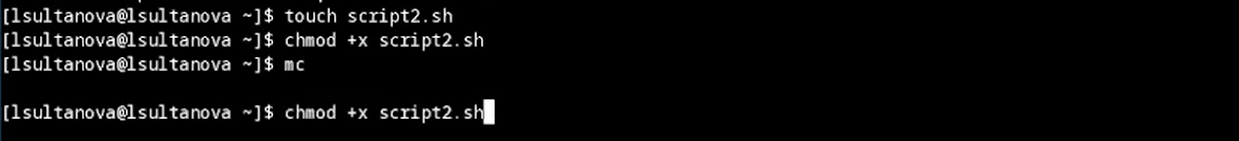 [lsultanova@lsultanova ~]$ touch script2.sh
[lsultanova@lsultanova ~]$ chmod +x script2.sh
[lsultanova@lsultanova ~]$ mc
[lsultanova@lsultanova ~]$ chmod +x script2.sh